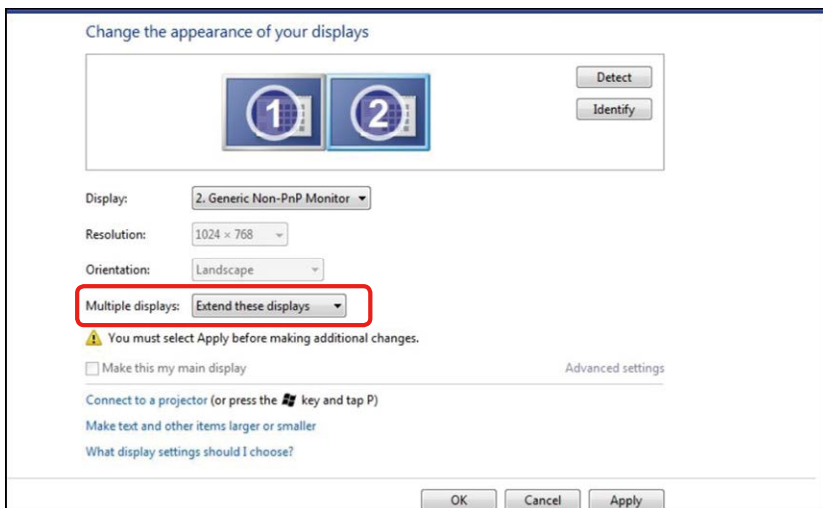 Change the appearance of your displays
1
2
Detect
Identify
Display:
2. Generic Non-PnP Monitor
Resolution:
1024 × 768
Orientation:
Landscape
Multiple displays:
Extend these displays
You must select Apply before making additional changes.
Make this my main display
Advanced settings
Connect to a projector (or press the key and tap P)
Make text and other items larger or smaller
What display settings should I choose?
OK
Cancel
Apply